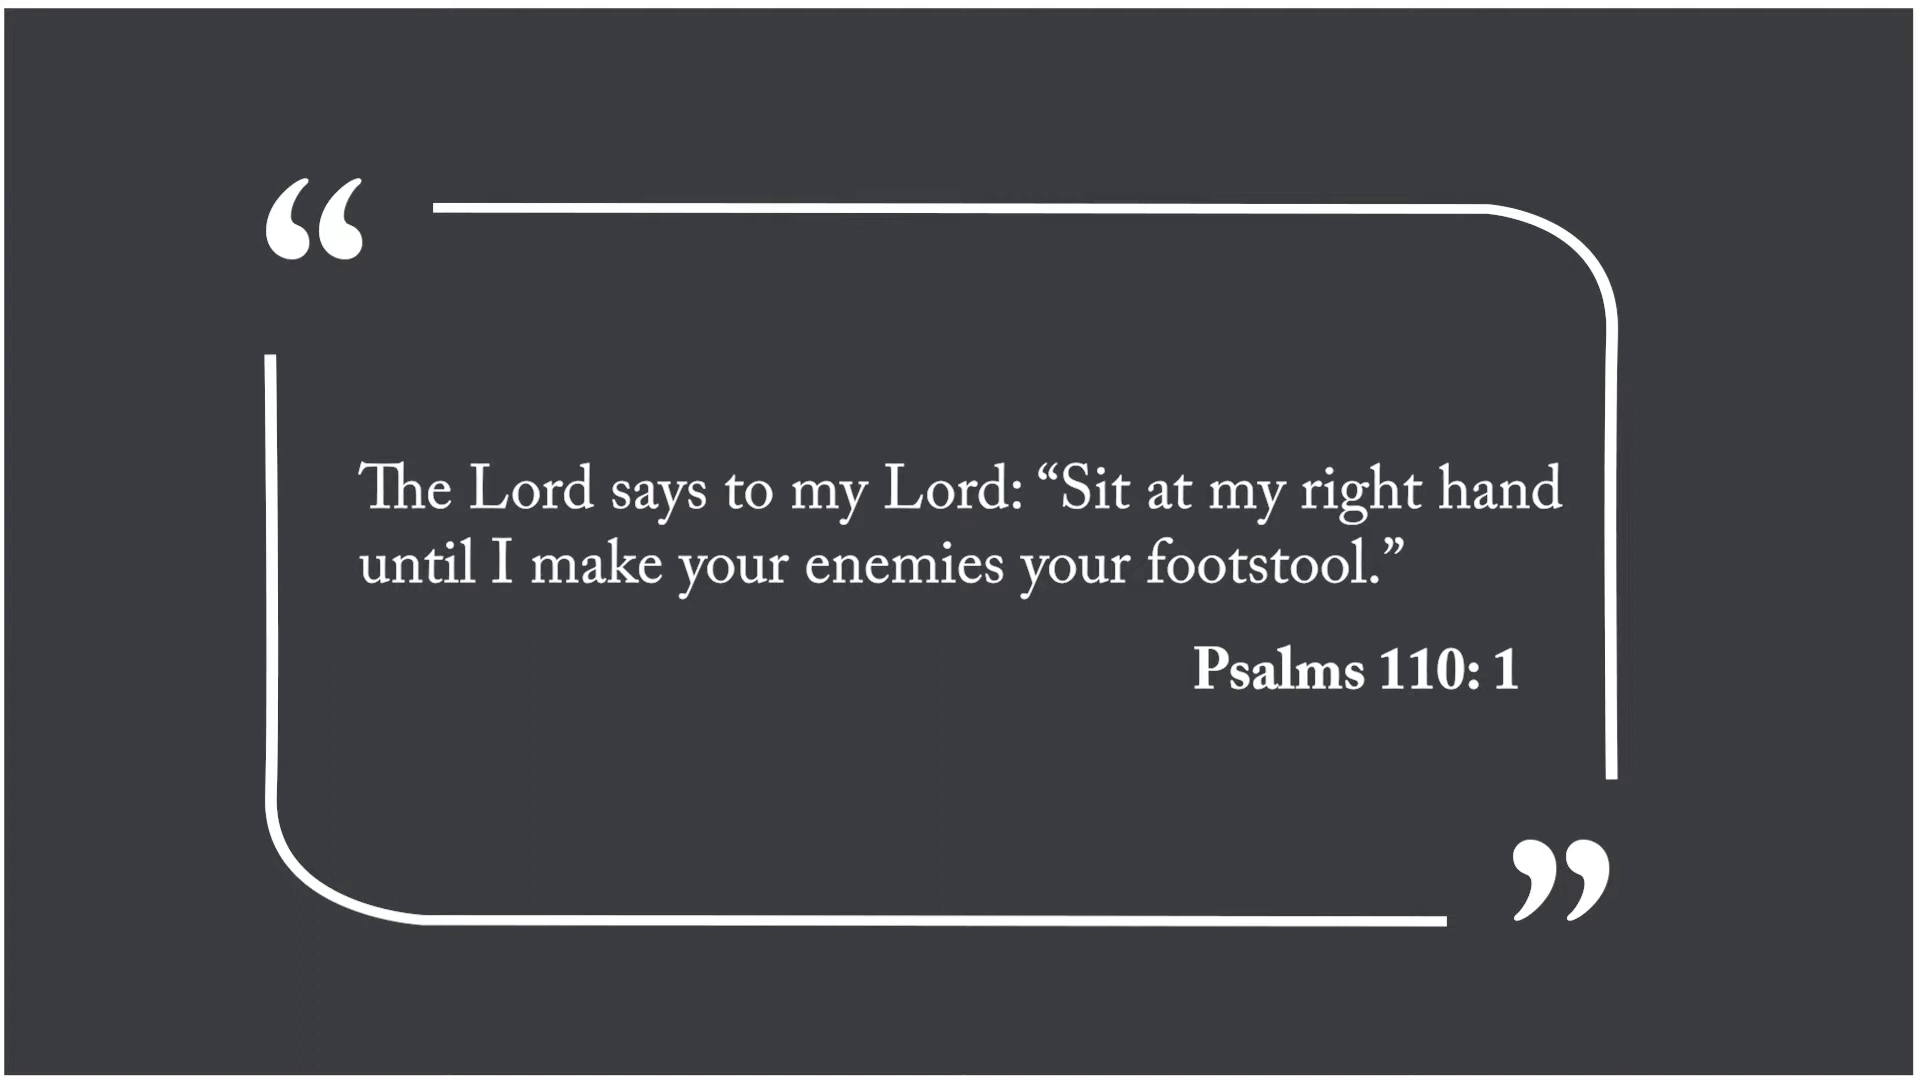 The Lord says to my Lord: “Sit at my right hand
until I make your enemies your footstool.”
Psalms 110: 1